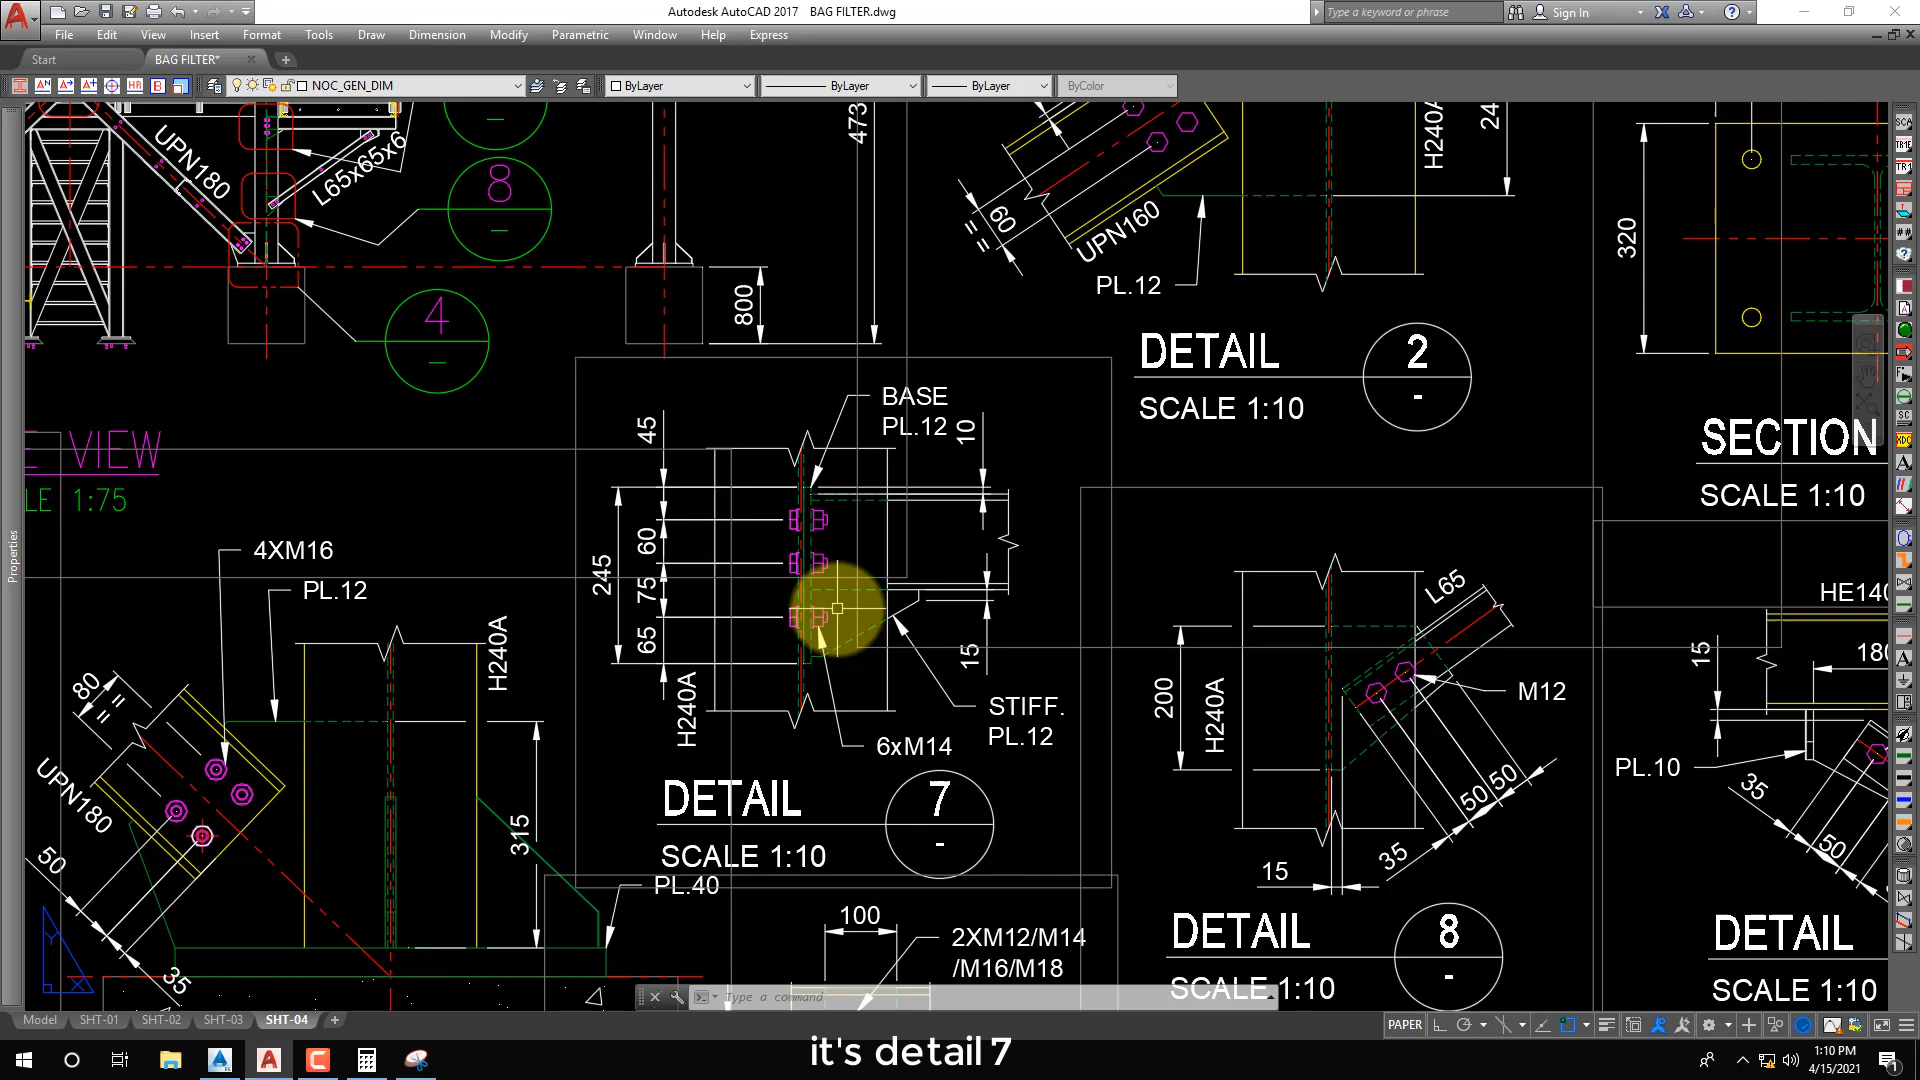 Autodesk AutoCAD 2017 BAG FILTER.dwg
Type a keyword or phrase
Sign In
File Edit View Insert Format Tools Draw Dimension Modify Parametric Window Help Express
Start
BAG FILTER*
NOC_GEN_DIM
ByLayer
ByLayer
ByLayer
ByColor
Properties
UPN180
L65x65x6
8
-
4
-
473
800
60
= =
UPN160
PL.12
H240A
24
DETAIL 2
-
SCALE 1:10
320
SECTION
SCALE 1:10
E VIEW
LE 1:75
BASE
PL.12
45
60
75
65
245
10
15
H240A
STIFF.
PL.12
6xM14
DETAIL 7
-
SCALE 1:10
4XM16
PL.12
H240A
80
= =
UPN180
50
35
315
PL.40
100
2XM12/M14
/M16/M18
L65
M12
200
H240A
50
50
35
15
DETAIL 8
-
SCALE 1:10
HE140
15
180
PL.10
35
50
DETAIL
SCALE 1:10
Y
X
Type a command
Model SHT-01 SHT-02 SHT-03 SHT-04
PAPER
it's detail 7
1:10 PM
4/15/2021